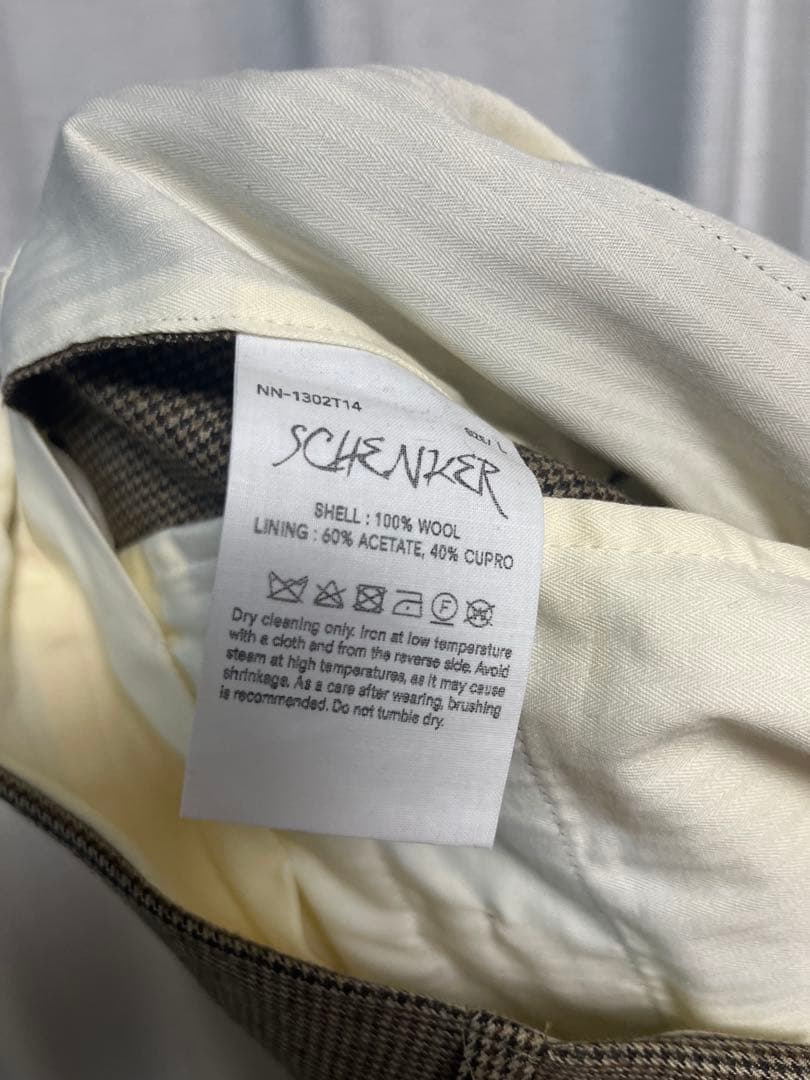 NN-1302T14
SIZE / L
SCHENKER
SHELL : 100% WOOL
LINING : 60% ACETATE, 40% CUPRO
F
Dry cleaning only. Iron at low temperature
with a cloth and from the reverse side. Avoid
steam at high temperatures, as it may cause
shrinkage. As a care after wearing, brushing
is recommended. Do not tumble dry.